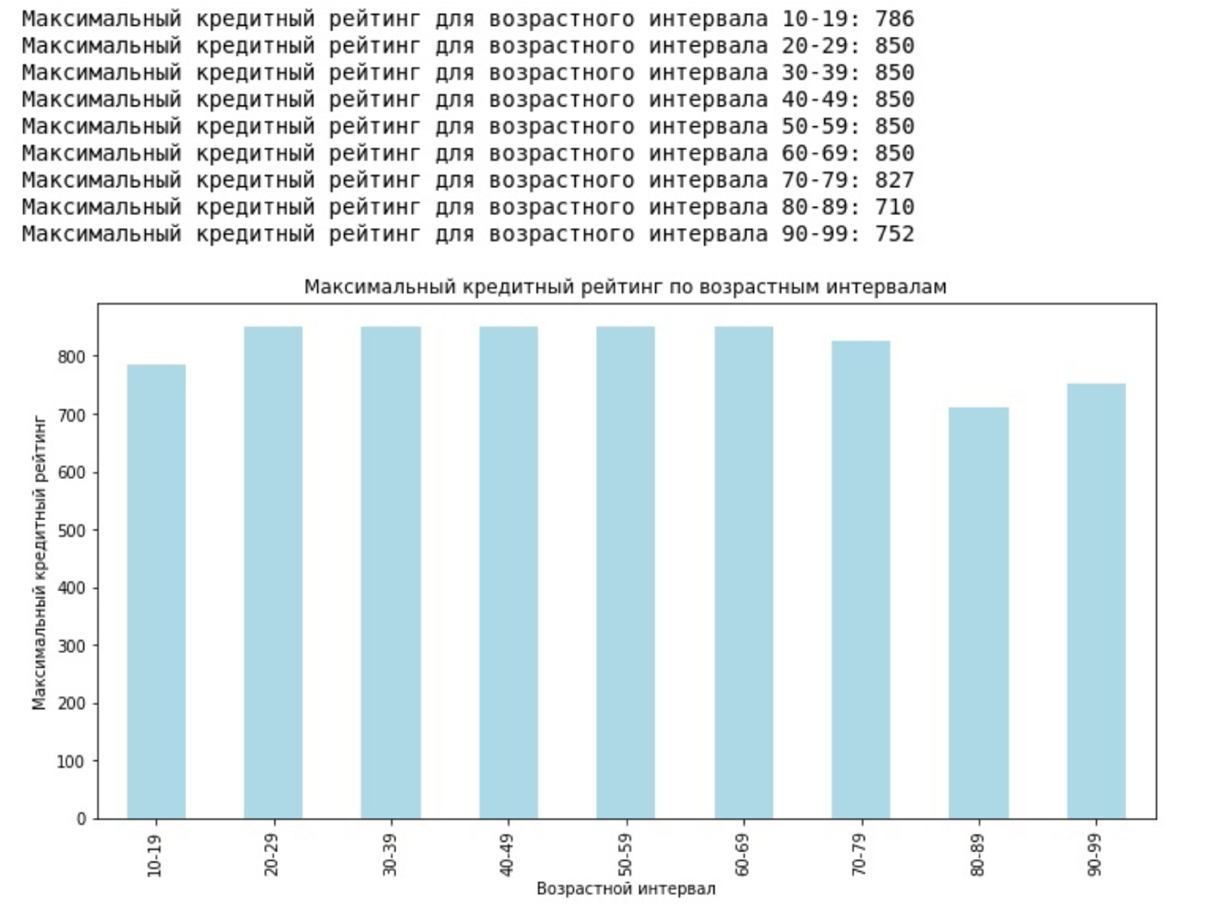 Максимальный кредитный рейтинг для возрастного интервала 10-19: 786
Максимальный кредитный рейтинг для возрастного интервала 20-29: 850
Максимальный кредитный рейтинг для возрастного интервала 30-39: 850
Максимальный кредитный рейтинг для возрастного интервала 40-49: 850
Максимальный кредитный рейтинг для возрастного интервала 50-59: 850
Максимальный кредитный рейтинг для возрастного интервала 60-69: 850
Максимальный кредитный рейтинг для возрастного интервала 70-79: 827
Максимальный кредитный рейтинг для возрастного интервала 80-89: 710
Максимальный кредитный рейтинг для возрастного интервала 90-99: 752
Максимальный кредитный рейтинг по возрастным интервалам
Максимальный кредитный рейтинг
800
700
600
500
400
300
200
100
0
10-19
20-29
30-39
40-49
50-59
60-69
70-79
80-89
90-99
Возрастной интервал